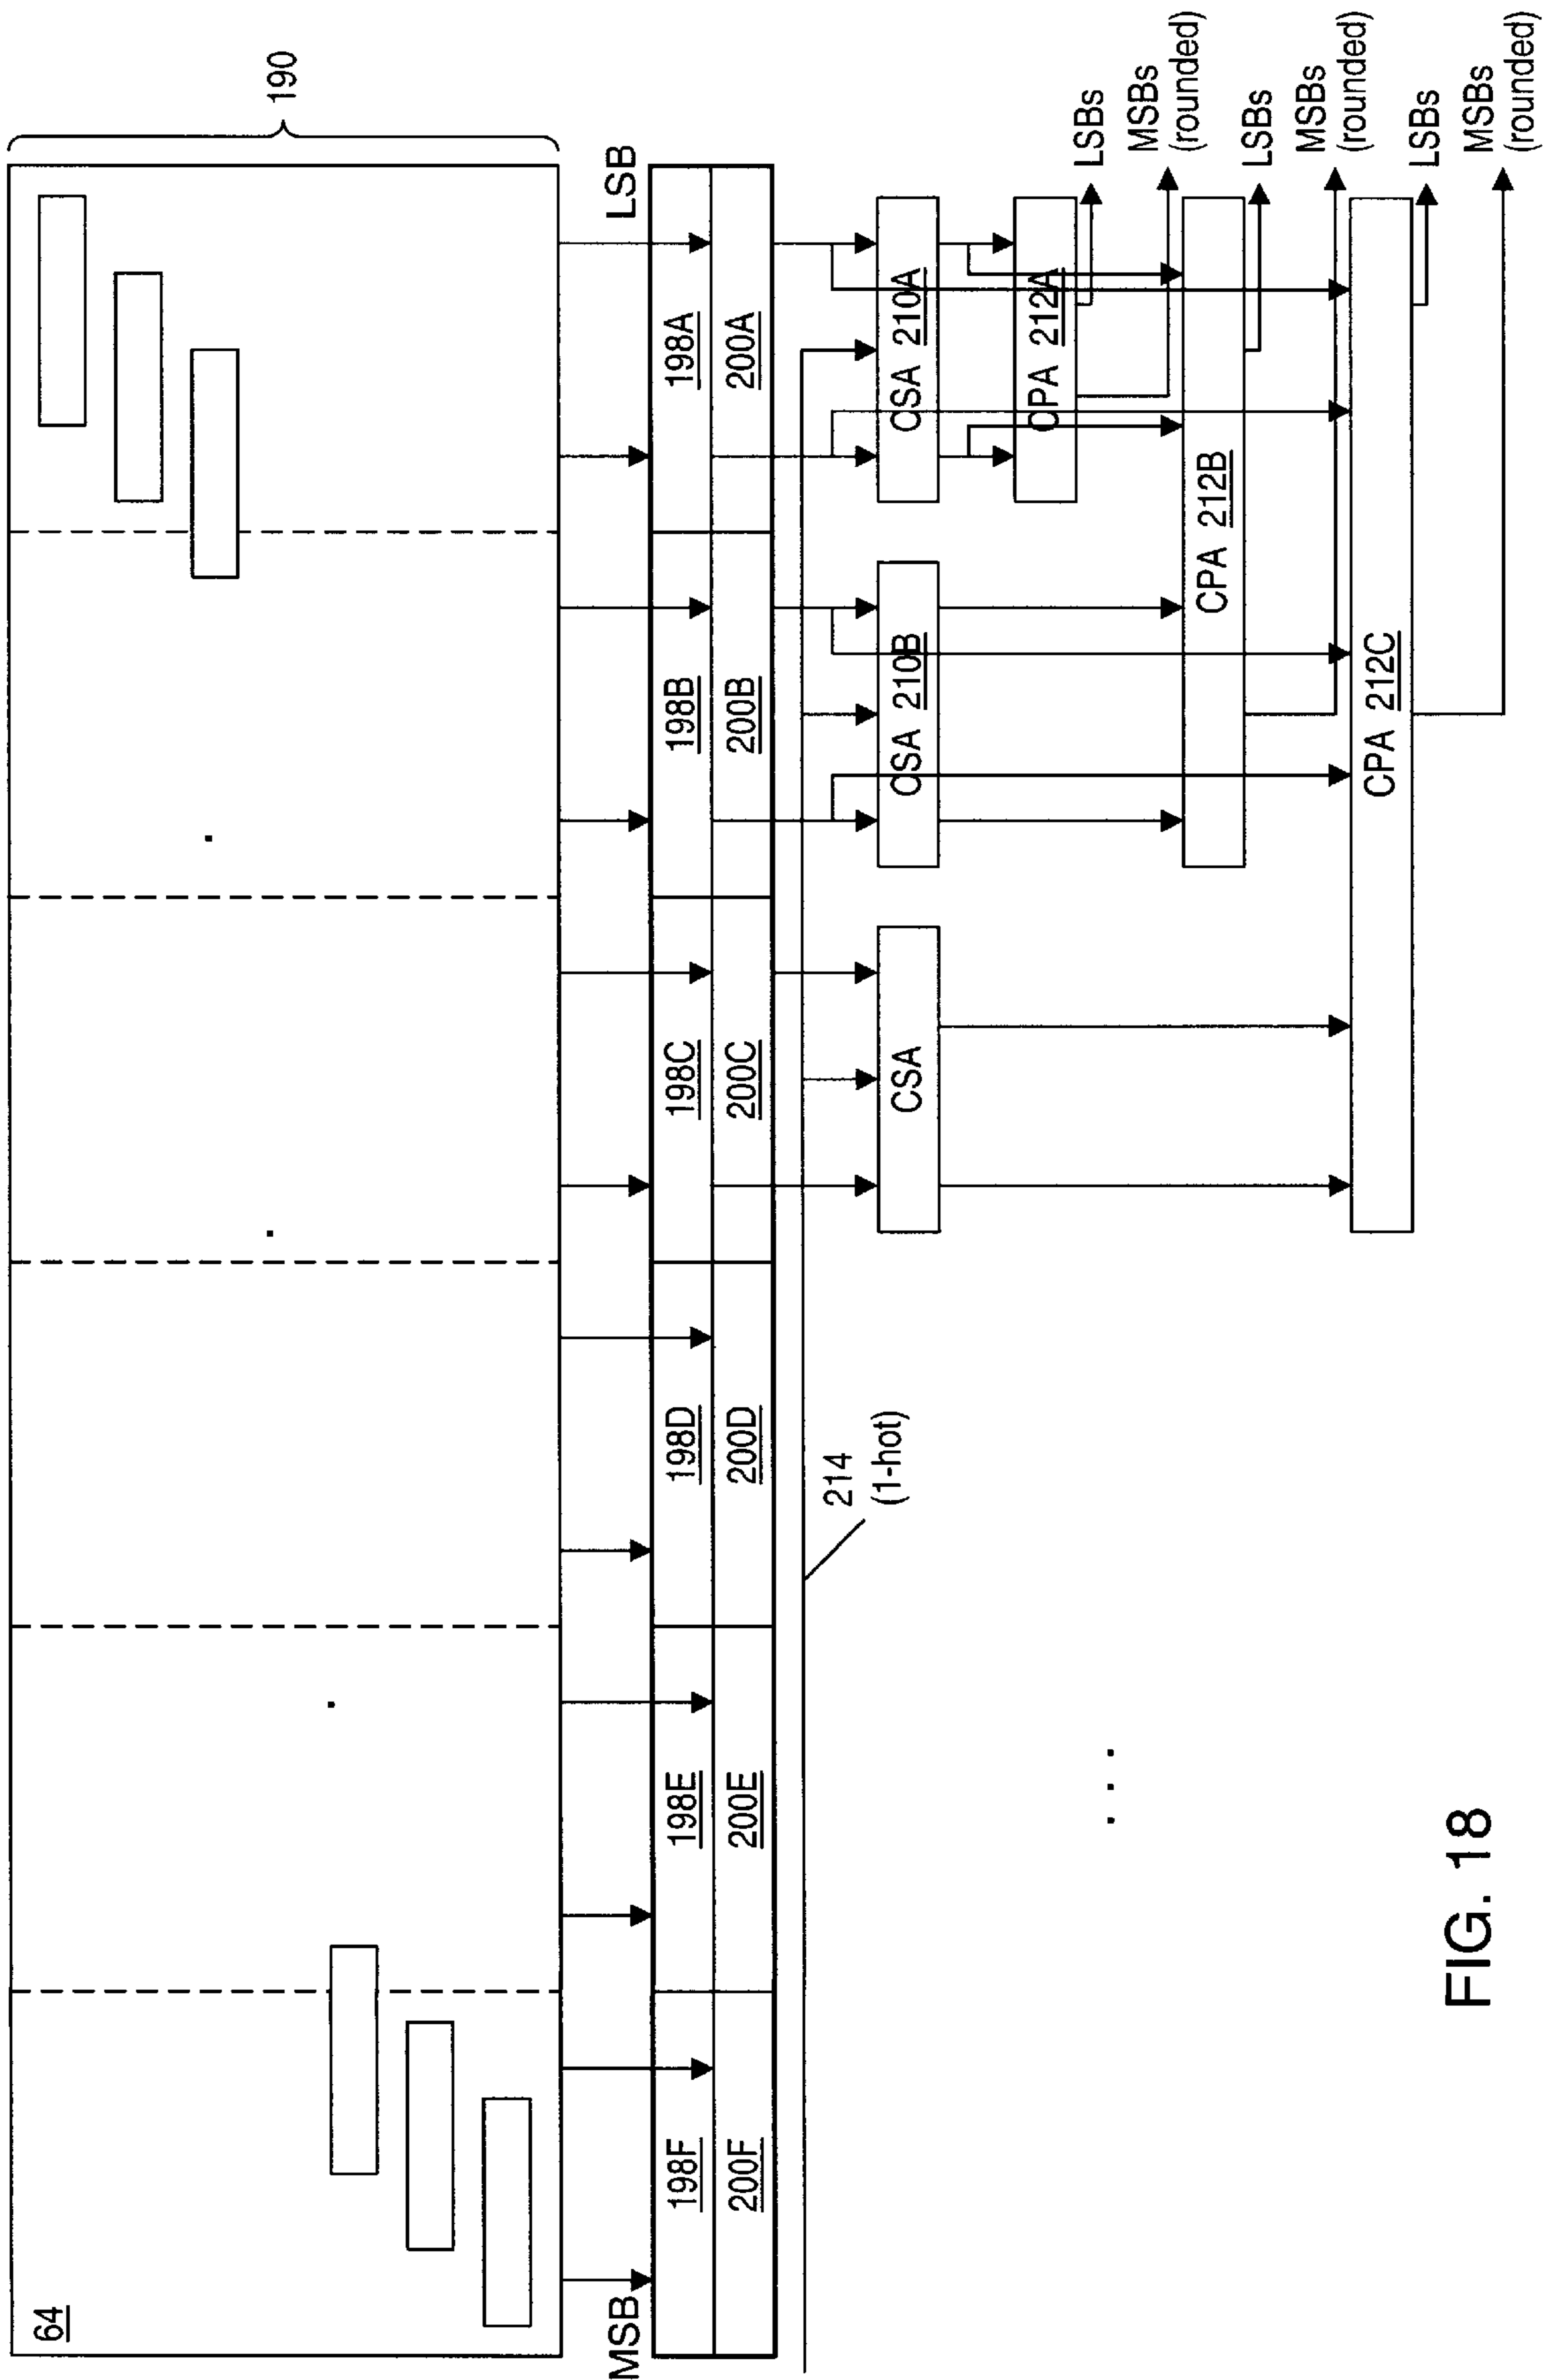 64
190
MSB
LSB
198F
198E
198D
198C
198B
198A
200F
200E
200D
200C
200B
200A
214
(1-hot)
CSA
CSA 210B
CSA 210A
CPA 212A
LSBs
MSBs
(rounded)
CPA 212B
LSBs
MSBs
(rounded)
CPA 212C
LSBs
MSBs
(rounded)
. . .
FIG. 18